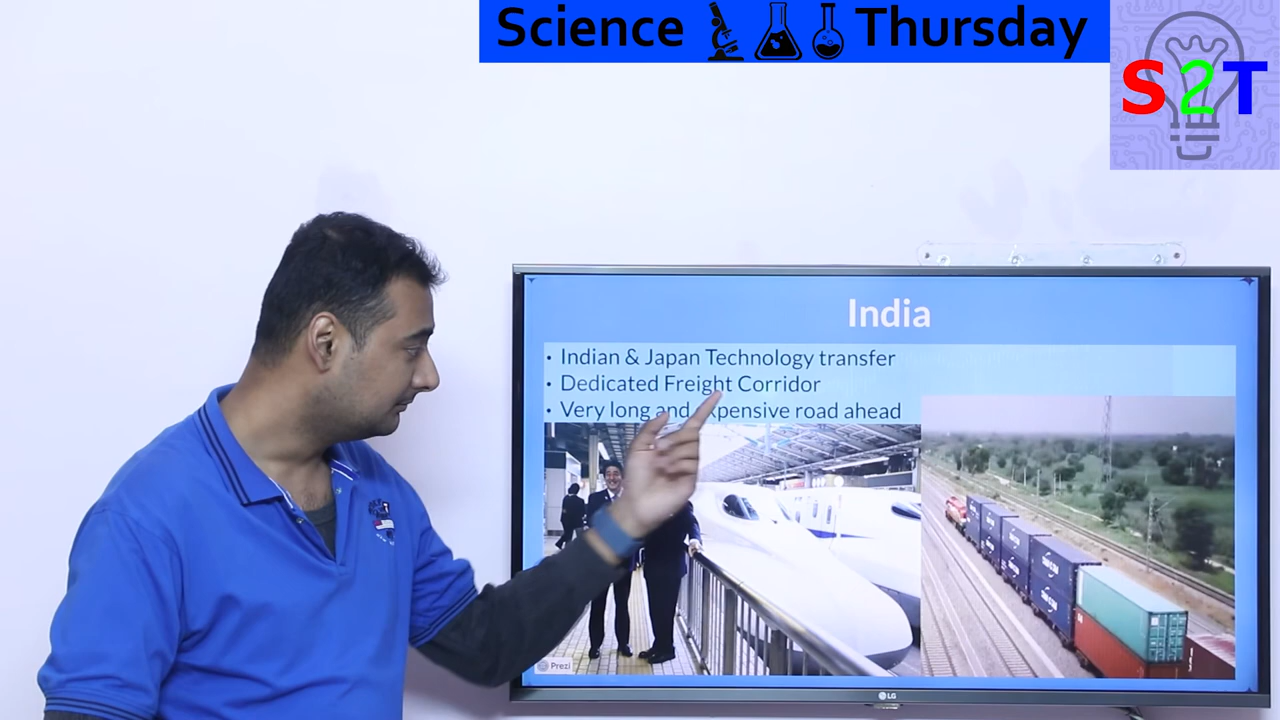 Science Thursday
S2T
India
• Indian & Japan Technology transfer
• Dedicated Freight Corridor
• Very long and expensive road ahead
Prezi
LG